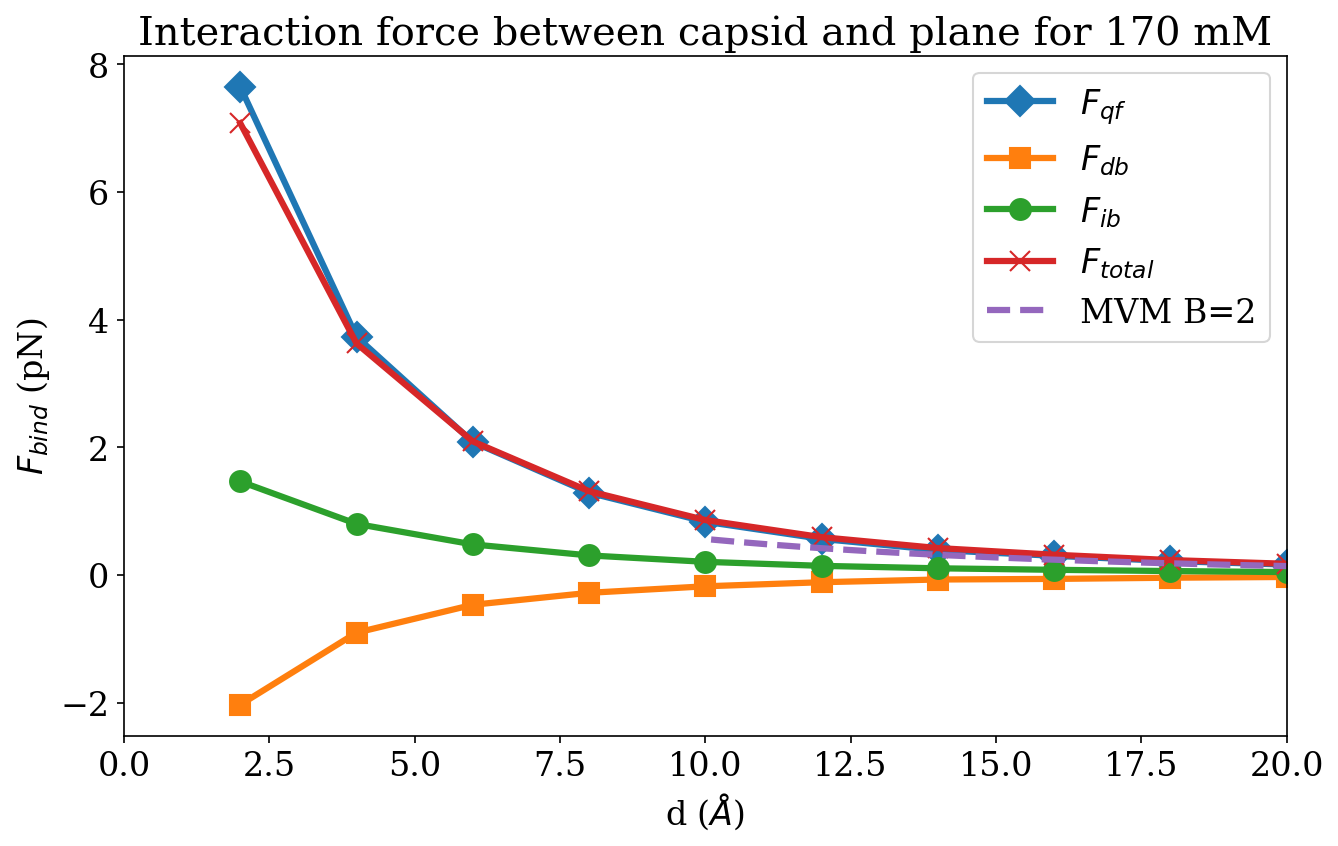 Interaction force between capsid and plane for 170 mM
8
6
4
2
0
−2
F_bind (pN)
F_qf
F_db
F_ib
F_total
MVM B=2
0.0 2.5 5.0 7.5 10.0 12.5 15.0 17.5 20.0
d (Å)